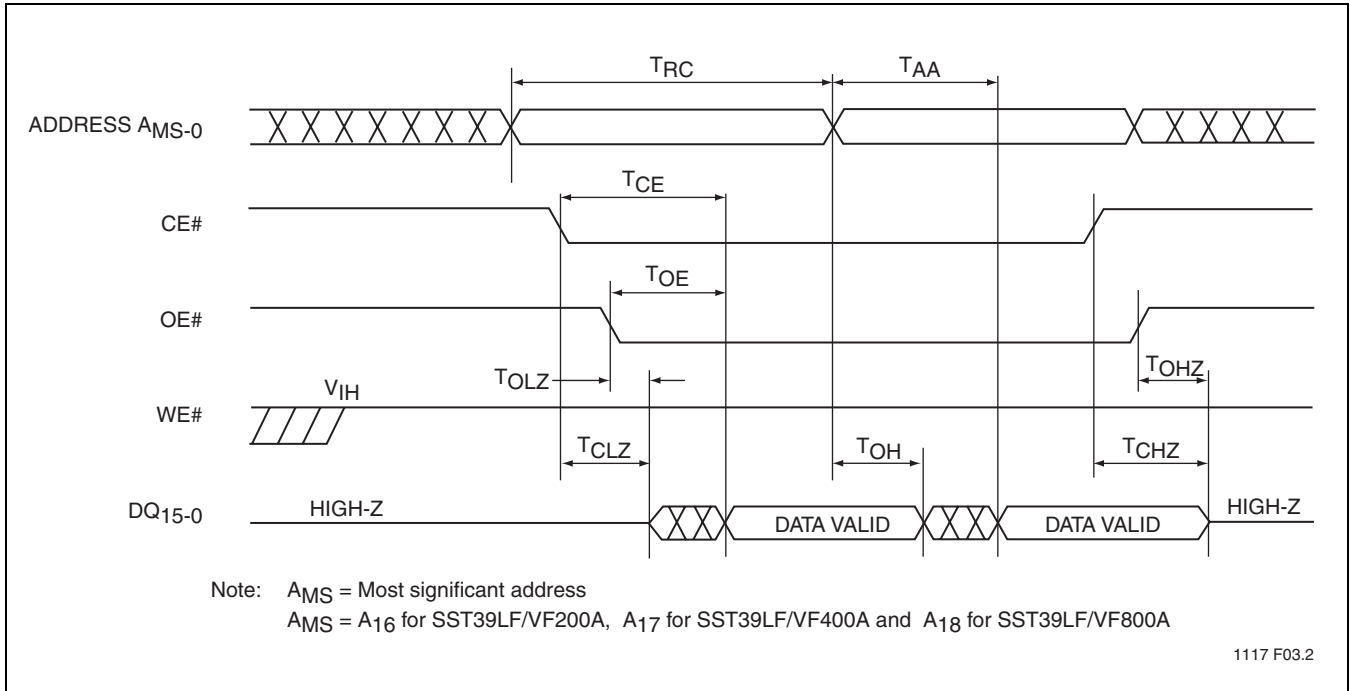 TRC TAA
ADDRESS AMS-0
TCE
CE#
TOE
OE#
TOLZ TOHZ
VIH
WE#
TCLZ TOH TCHZ
DQ15-0 HIGH-Z DATA VALID DATA VALID HIGH-Z
Note: AMS = Most significant address
AMS = A16 for SST39LF/VF200A, A17 for SST39LF/VF400A and A18 for SST39LF/VF800A
1117 F03.2